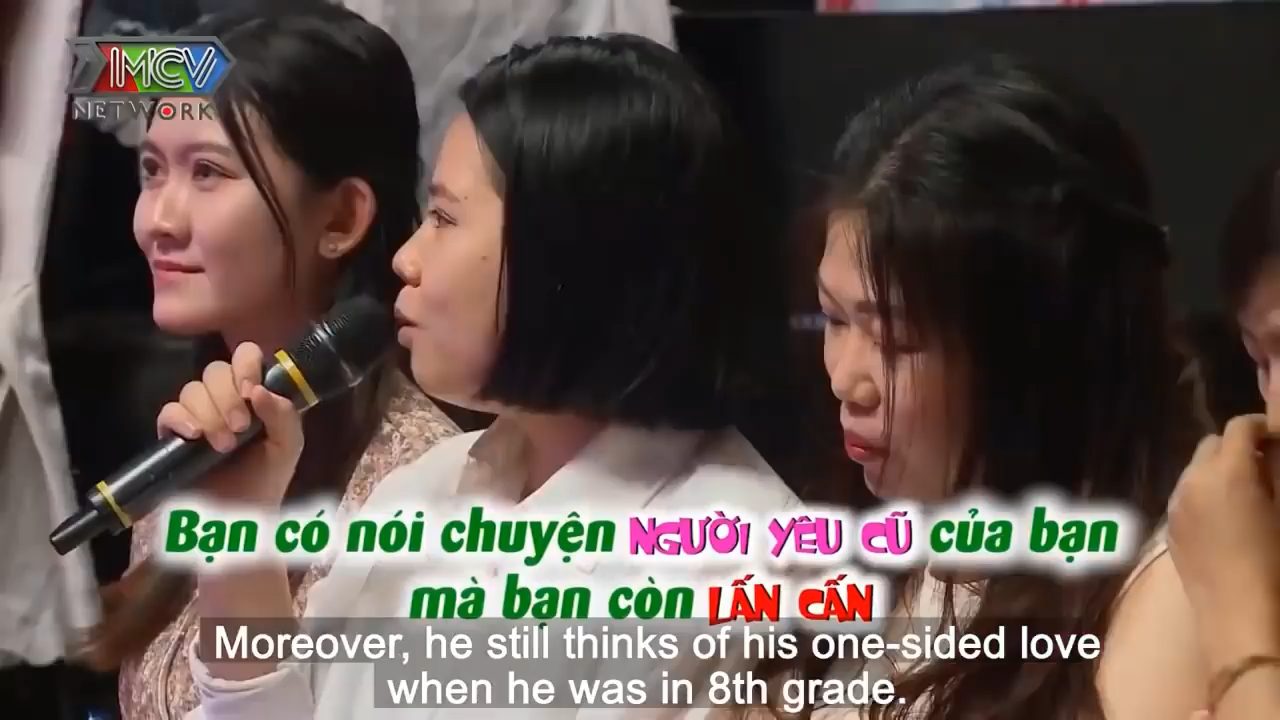 MCV
NETWORK
Bạn có nói chuyện NGƯỜI YÊU CŨ của bạn
mà bạn còn LẤN CẤN
Moreover, he still thinks of his one-sided love
when he was in 8th grade.